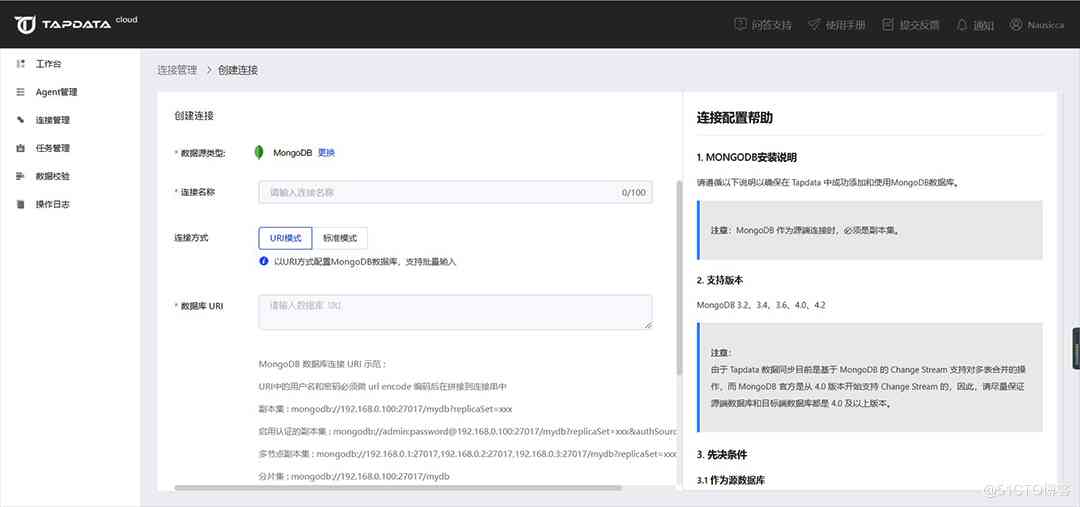 TAPDATA cloud
问答支持 使用手册 提交反馈 通知 Nausicca
工作台
Agent管理
连接管理
任务管理
数据校验
操作日志
连接管理 > 创建连接
创建连接
* 数据源类型: MongoDB 更换
* 连接名称 请输入连接名称 0/100
连接方式 URI模式 标准模式
以URI方式配置MongoDB数据库，支持批量输入
* 数据库 URI 请输入数据库 URL
MongoDB 数据库连接 URI 示范：
URI中的用户名和密码必须做 url encode 编码后在拼接到连接串中
副本集 : mongodb://192.168.0.100:27017/mydb?replicaSet=xxx
启用认证的副本集 : mongodb://admin:password@192.168.0.100:27017/mydb?replicaSet=xxx&authSourc
多节点副本集 : mongodb://192.168.0.1:27017,192.168.0.2:27017,192.168.0.3:27017/mydb?replicaSet=xxx
分片集 : mongodb://192.168.0.100:27017/mydb
连接配置帮助
1. MONGODB安装说明
请遵循以下说明以确保在 Tapdata 中成功添加和使用MongoDB数据库。
注意：MongoDB 作为源端连接时，必须是副本集。
2. 支持版本
MongoDB 3.2、3.4、3.6、4.0、4.2
注意：
由于 Tapdata 数据同步目前是基于 MongoDB 的 Change Stream 支持对多表合并的操
作，而 MongoDB 官方是从 4.0 版本开始支持 Change Stream 的，因此，请尽量保证
源端数据库和目标端数据库都是 4.0 及以上版本。
3. 先决条件
3.1 作为源数据库
@51CTO博客